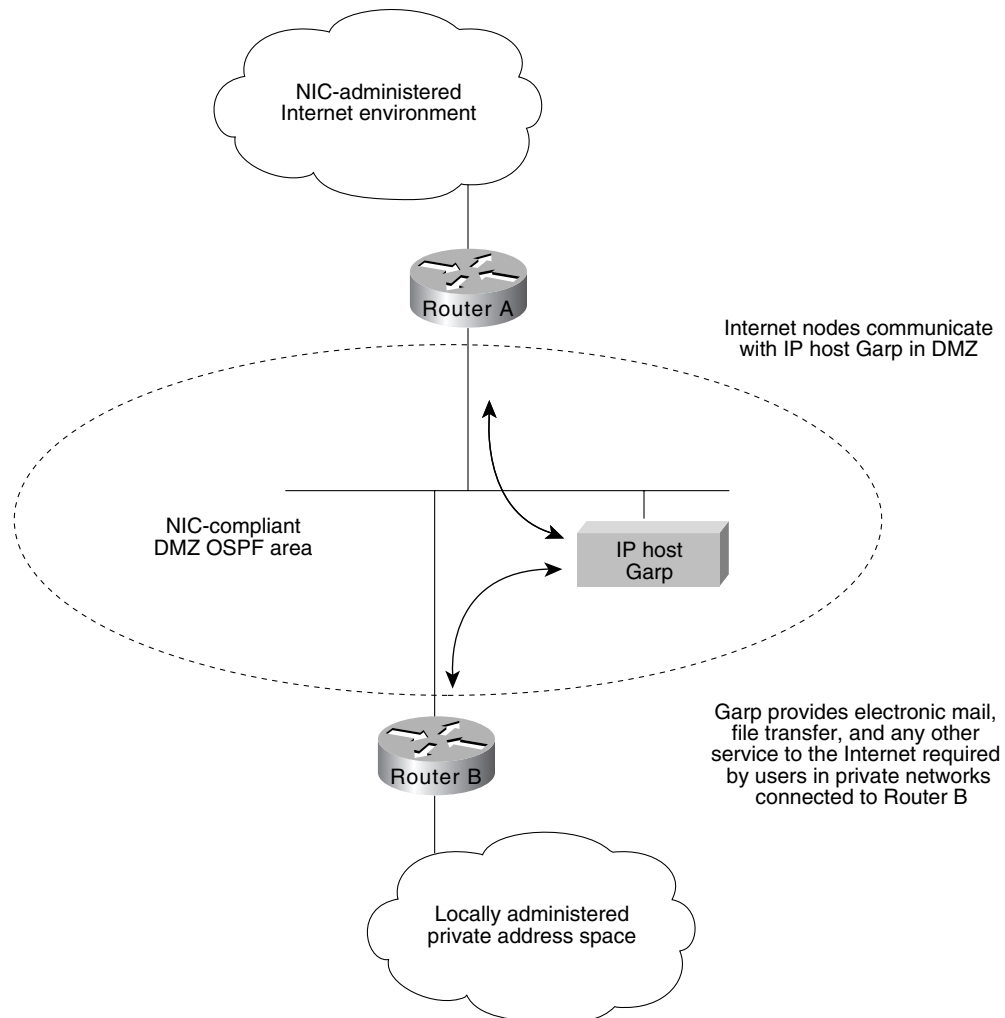 NIC-administered
Internet environment
Router A
Internet nodes communicate
with IP host Garp in DMZ
NIC-compliant
DMZ OSPF area
IP host
Garp
Router B
Garp provides electronic mail,
file transfer, and any other
service to the Internet required
by users in private networks
connected to Router B
Locally administered
private address space